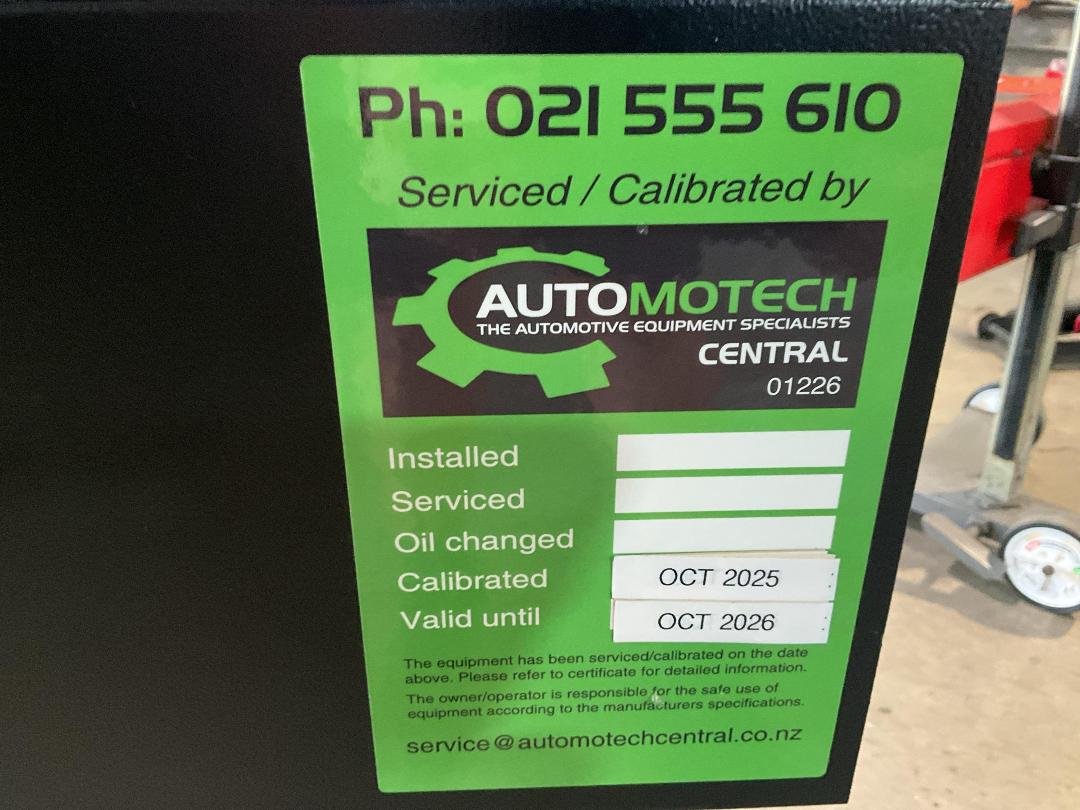 Ph: 021 555 610
Serviced / Calibrated by
AUTOMOTECH
THE AUTOMOTIVE EQUIPMENT SPECIALISTS
CENTRAL
01226
Installed
Serviced
Oil changed
Calibrated OCT 2025
Valid until OCT 2026
The equipment has been serviced/calibrated on the date
above. Please refer to certificate for detailed information.
The owner/operator is responsible for the safe use of
equipment according to the manufacturers specifications.
service@automotechcentral.co.nz